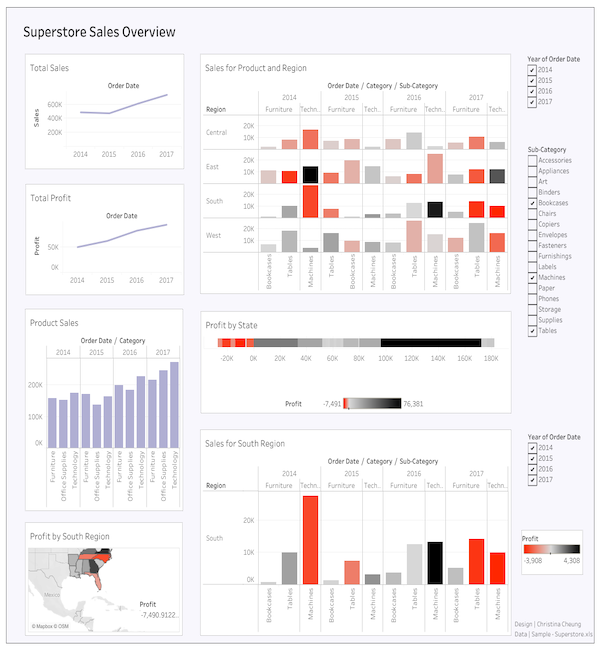 Superstore Sales Overview
Total Sales
Order Date
Sales
600K
400K
200K
2014 2015 2016 2017
Total Profit
Order Date
Profit
50K
0K
2014 2015 2016 2017
Product Sales
Order Date / Category
2014 2015 2016 2017
200K
100K
0K
Furniture Office Supplies Technology Furniture Office Supplies Technology Furniture Office Supplies Technology Furniture Office Supplies Technology
Profit by South Region
Mexico
Profit
-7,490.9122..
© Mapbox © OSM
Sales for Product and Region
Order Date / Category / Sub-Category
2014 2015 2016 2017
Region Furniture Techn.. Furniture Techn.. Furniture Techn.. Furniture Techn..
Central 20K
10K
East 20K
10K
South 20K
10K
West 20K
10K
Bookcases Tables Machines Bookcases Tables Machines Bookcases Tables Machines Bookcases Tables Machines
Profit by State
-20K 0K 20K 40K 60K 80K 100K 120K 140K 160K 180K
Profit -7,491 76,381
Sales for South Region
Order Date / Category / Sub-Category
2014 2015 2016 2017
Region Furniture Techn.. Furniture Techn.. Furniture Techn.. Furniture Techn..
20K
South
10K
0K
Bookcases Tables Machines Bookcases Tables Machines Bookcases Tables Machines Bookcases Tables Machines
Year of Order Date
2014
2015
2016
2017
Sub-Category
Accessories
Appliances
Art
Binders
Bookcases
Chairs
Copiers
Envelopes
Fasteners
Furnishings
Labels
Machines
Paper
Phones
Storage
Supplies
Tables
Year of Order Date
2014
2015
2016
2017
Profit
-3,908 4,308
Design | Christina Cheung
Data | Sample - Superstore.xls